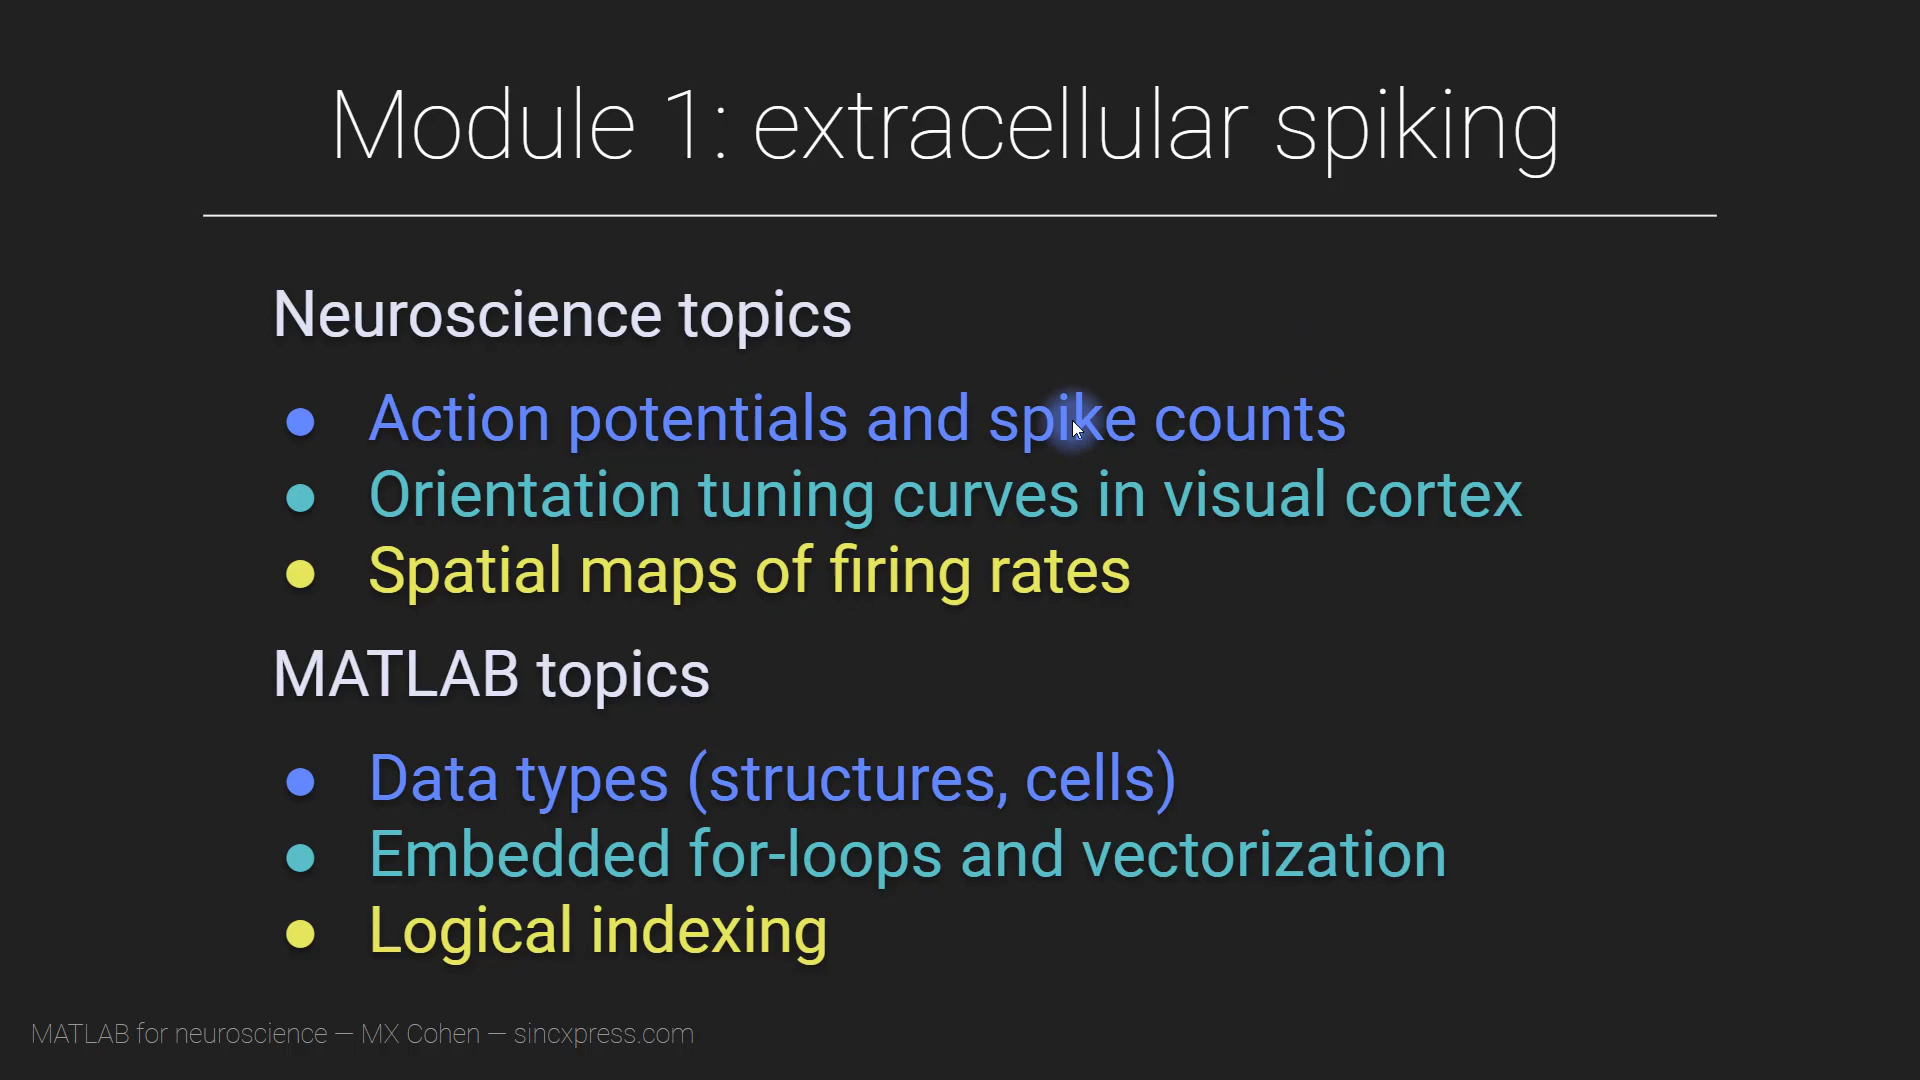 Module 1: extracellular spiking
Neuroscience topics
● Action potentials and spike counts
● Orientation tuning curves in visual cortex
● Spatial maps of firing rates
MATLAB topics
● Data types (structures, cells)
● Embedded for-loops and vectorization
● Logical indexing
MATLAB for neuroscience — MX Cohen — sincxpress.com